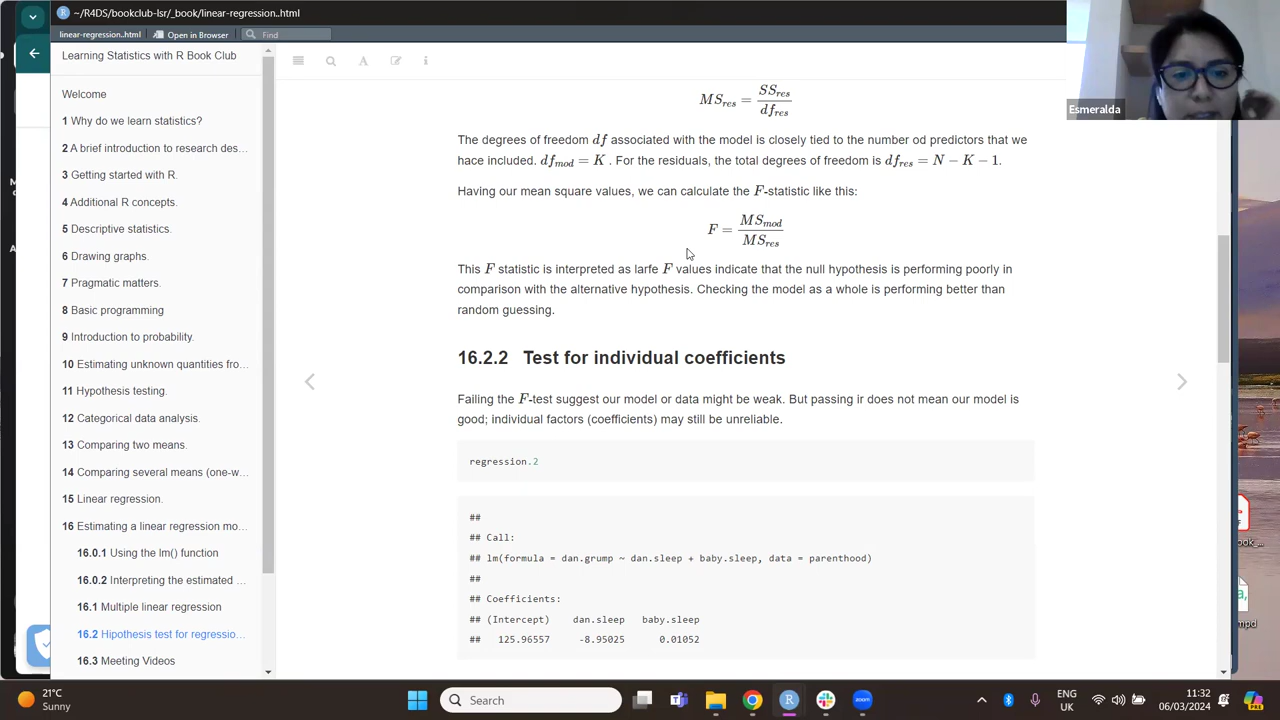 ~/R4DS/bookclub-lsr/_book/linear-regression..html
linear-regression..html
Open in Browser
Find
Learning Statistics with R Book Club
Welcome
1 Why do we learn statistics?
2 A brief introduction to research des…
3 Getting started with R.
4 Additional R concepts.
5 Descriptive statistics.
6 Drawing graphs.
7 Pragmatic matters.
8 Basic programming
9 Introduction to probability.
10 Estimating unknown quantities fro…
11 Hypothesis testing.
12 Categorical data analysis.
13 Comparing two means.
14 Comparing several means (one-w…
15 Linear regression.
16 Estimating a linear regression mo…
16.0.1 Using the lm() function
16.0.2 Interpreting the estimated …
16.1 Multiple linear regression
16.2 Hipothesis test for regressio…
16.3 Meeting Videos
MS_res = SS_res / df_res
The degrees of freedom df associated with the model is closely tied to the number od predictors that we
hace included. df_mod = K . For the residuals, the total degrees of freedom is df_res = N − K − 1.
Having our mean square values, we can calculate the F-statistic like this:
F = MS_mod / MS_res
This F statistic is interpreted as larfe F values indicate that the null hypothesis is performing poorly in
comparison with the alternative hypothesis. Checking the model as a whole is performing better than
random guessing.
16.2.2 Test for individual coefficients
Failing the F-test suggest our model or data might be weak. But passing ir does not mean our model is
good; individual factors (coefficients) may still be unreliable.
regression.2
##
## Call:
## lm(formula = dan.grump ~ dan.sleep + baby.sleep, data = parenthood)
##
## Coefficients:
## (Intercept) dan.sleep baby.sleep
## 125.96557 -8.95025 0.01052
Esmeralda
21°C
Sunny
Search
ENG
UK
11:32
06/03/2024